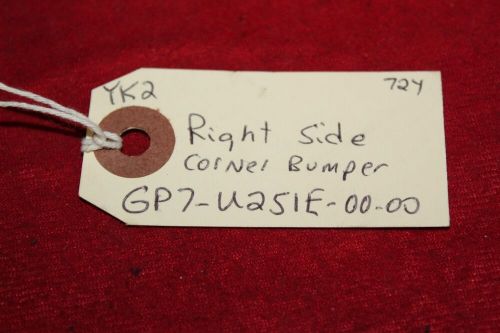 YK2
724
Right Side
Corner Bumper
GP7-U251E-00-00